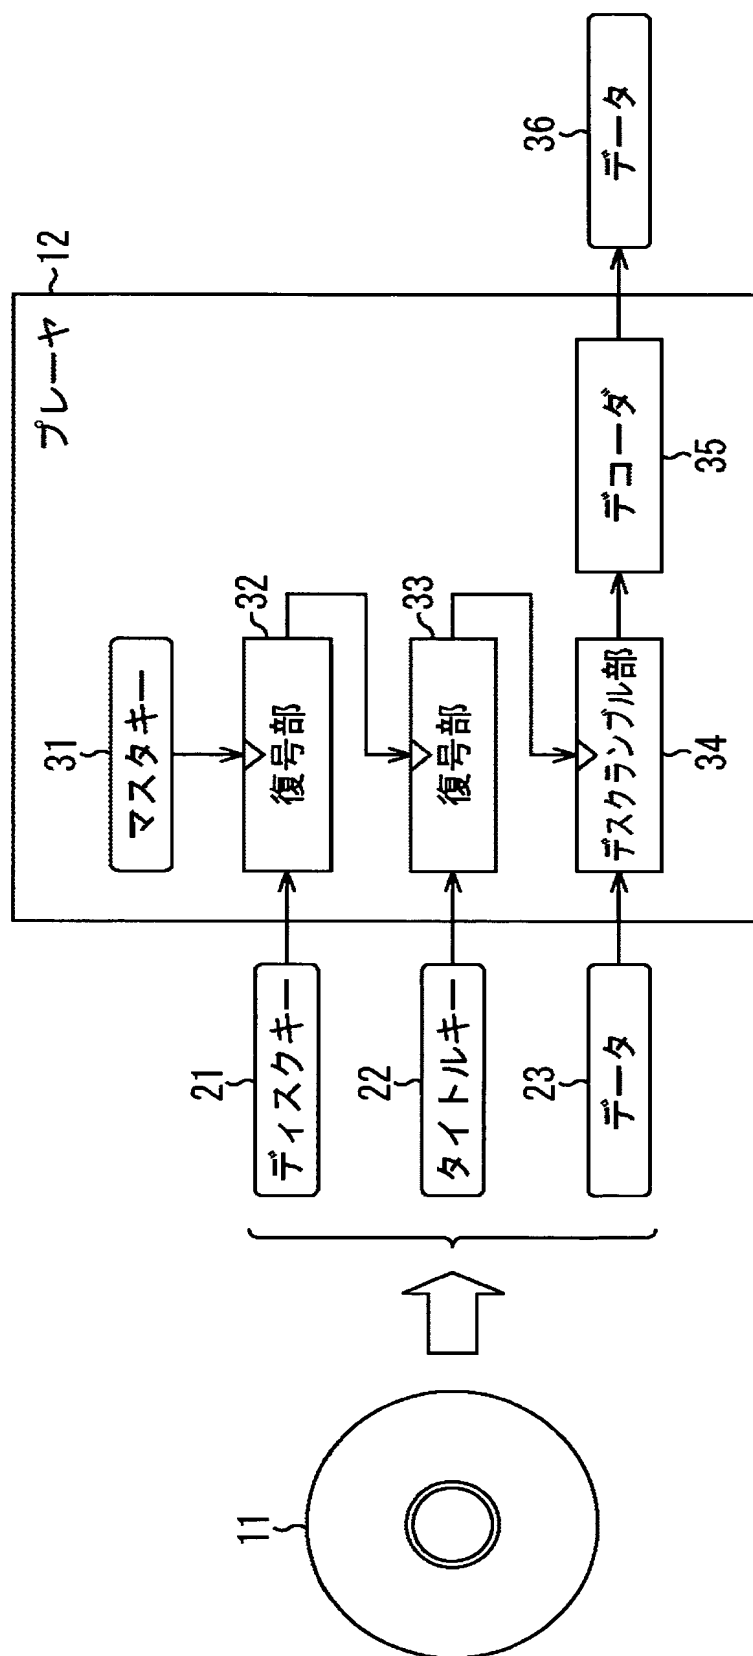 11
21
ディスクキー
22
タイトルキー
23
データ
プレーヤ
12
31
マスタキー
32
復号部
33
復号部
デスクランブル部
34
デコーダ
35
36
データ